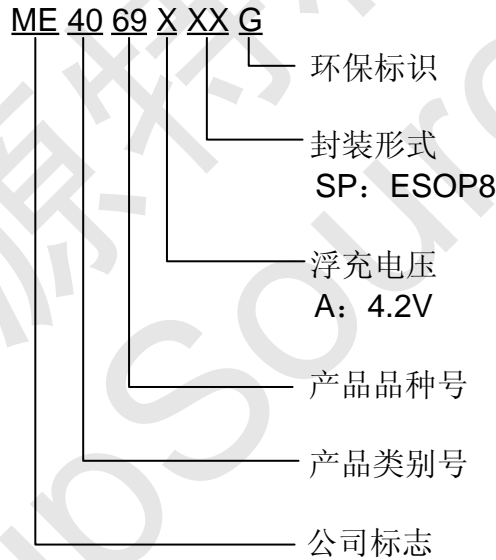 ME 40 69 X XX G
环保标识
封装形式
SP：ESOP8
浮充电压
A：4.2V
产品品种号
产品类别号
公司标志